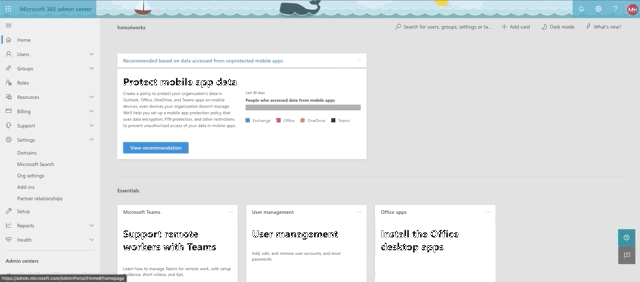 Microsoft 365 admin center
MH
homeiworks
Search for users, groups, settings or ta...
Add card
Dark mode
What's new?
Home
Users
Groups
Roles
Resources
Billing
Support
Settings
Domains
Microsoft Search
Org settings
Add-ins
Partner relationships
Setup
Reports
Health
Admin centers
https://admin.microsoft.com/AdminPortal/Home#/homepage
Recommended based on data accessed from unprotected mobile apps
Protect mobile app data
Create a policy to protect your organization's data in
Outlook, Office, OneDrive, and Teams apps on mobile
devices, even devices your organization doesn't manage.
We'll help you set up a mobile app protection policy that
uses data encryption, PIN protection, and other restrictions
to prevent unauthorized access of your data in mobile apps.
View recommendation
Last 30 days
People who accessed data from mobile apps
Exchange
Office
OneDrive
Teams
Essentials
Microsoft Teams
Support remote
workers with Teams
Learn how to manage Teams for remote work, with setup
guidance, short videos, and tips.
User management
User management
Add, edit, and remove user accounts, and reset
passwords.
Office apps
Install the Office
desktop apps